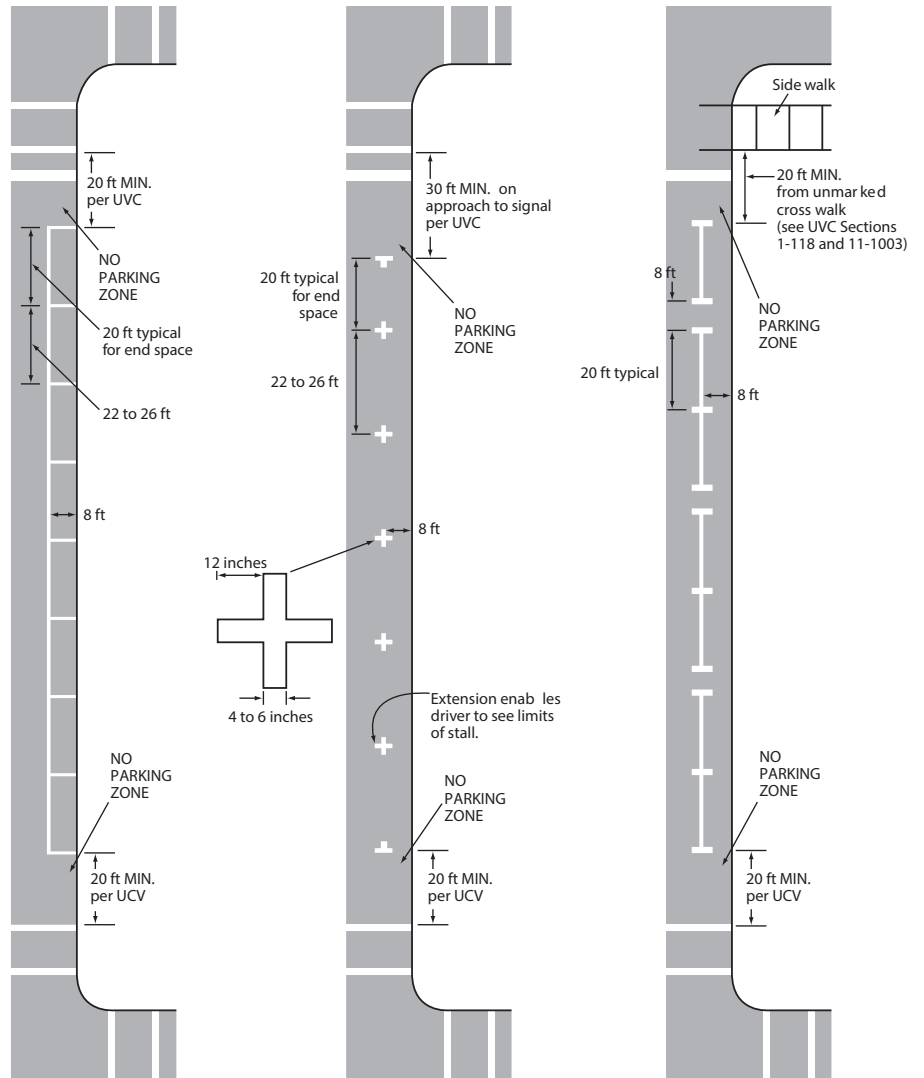 20 ft MIN.
per UVC
NO
PARKING
ZONE
20 ft typical
for end space
22 to 26 ft
8 ft
NO
PARKING
ZONE
20 ft MIN.
per UCV
30 ft MIN. on
approach to signal
per UVC
20 ft typical
for end
space
NO
PARKING
ZONE
22 to 26 ft
8 ft
12 inches
4 to 6 inches
Extension enab les
driver to see limits
of stall.
NO
PARKING
ZONE
20 ft MIN.
per UCV
Side walk
20 ft MIN.
from unmar ked
cross walk
(see UVC Sections
1-118 and 11-1003)
8 ft
NO
PARKING
ZONE
20 ft typical
8 ft
NO
PARKING
ZONE
20 ft MIN.
per UCV